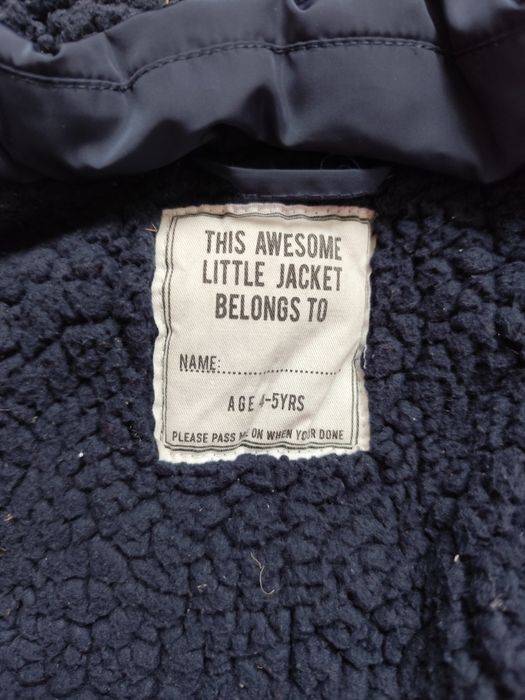 THIS AWESOME
LITTLE JACKET
BELONGS TO
NAME:..........................
AGE 4-5YRS
PLEASE PASS ME ON WHEN YOUR DONE